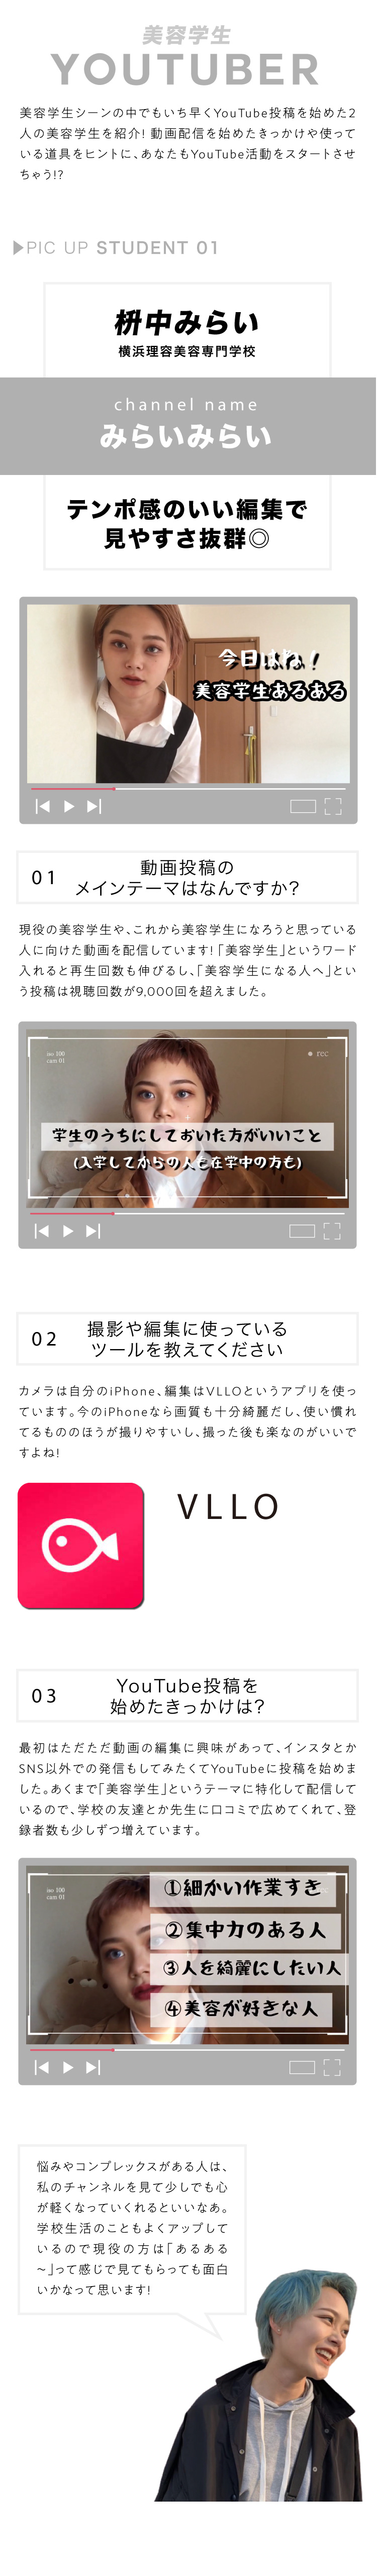 美容学生
YOUTUBER
美容学生シーンの中でもいち早くYouTube投稿を始めた2
人の美容学生を紹介! 動画配信を始めたきっかけや使って
いる道具をヒントに、あなたもYouTube活動をスタートさせ
ちゃう!?
▶PIC UP STUDENT 01
枡中みらい
横浜理容美容専門学校
channel name
みらいみらい
テンポ感のいい編集で
見やすさ抜群◎
今日はね!
美容学生あるある
01
動画投稿の
メインテーマはなんですか?
現役の美容学生や、これから美容学生になろうと思っている
人に向けた動画を配信しています!「美容学生」というワード
入れると再生回数も伸びるし、「美容学生になる人へ」とい
う投稿は視聴回数が9,000回を超えました。
iso 100
cam 01
rec
学生のうちにしておいた方がいいこと
(入学してからの人も在学中の方も)
02
撮影や編集に使っている
ツールを教えてください
カメラは自分のiPhone、編集はVLLOというアプリを使っ
ています。今のiPhoneなら画質も十分綺麗だし、使い慣れ
てるもののほうが撮りやすいし、撮った後も楽なのがいいで
すよね!
VLLO
03
YouTube投稿を
始めたきっかけは?
最初はただただ動画の編集に興味があって、インスタとか
SNS以外での発信もしてみたくてYouTubeに投稿を始めま
した。あくまで「美容学生」というテーマに特化して配信して
いるので、学校の友達とか先生に口コミで広めてくれて、登
録者数も少しずつ増えています。
iso 100
cam 01
①細かい作業すき
②集中力のある人
③人を綺麗にしたい人
④美容が好きな人
悩みやコンプレックスがある人は、
私のチャンネルを見て少しでも心
が軽くなっていくれるといいなあ。
学校生活のこともよくアップして
いるので現役の方は「あるある
〜」って感じで見てもらっても面白
いかなって思います!